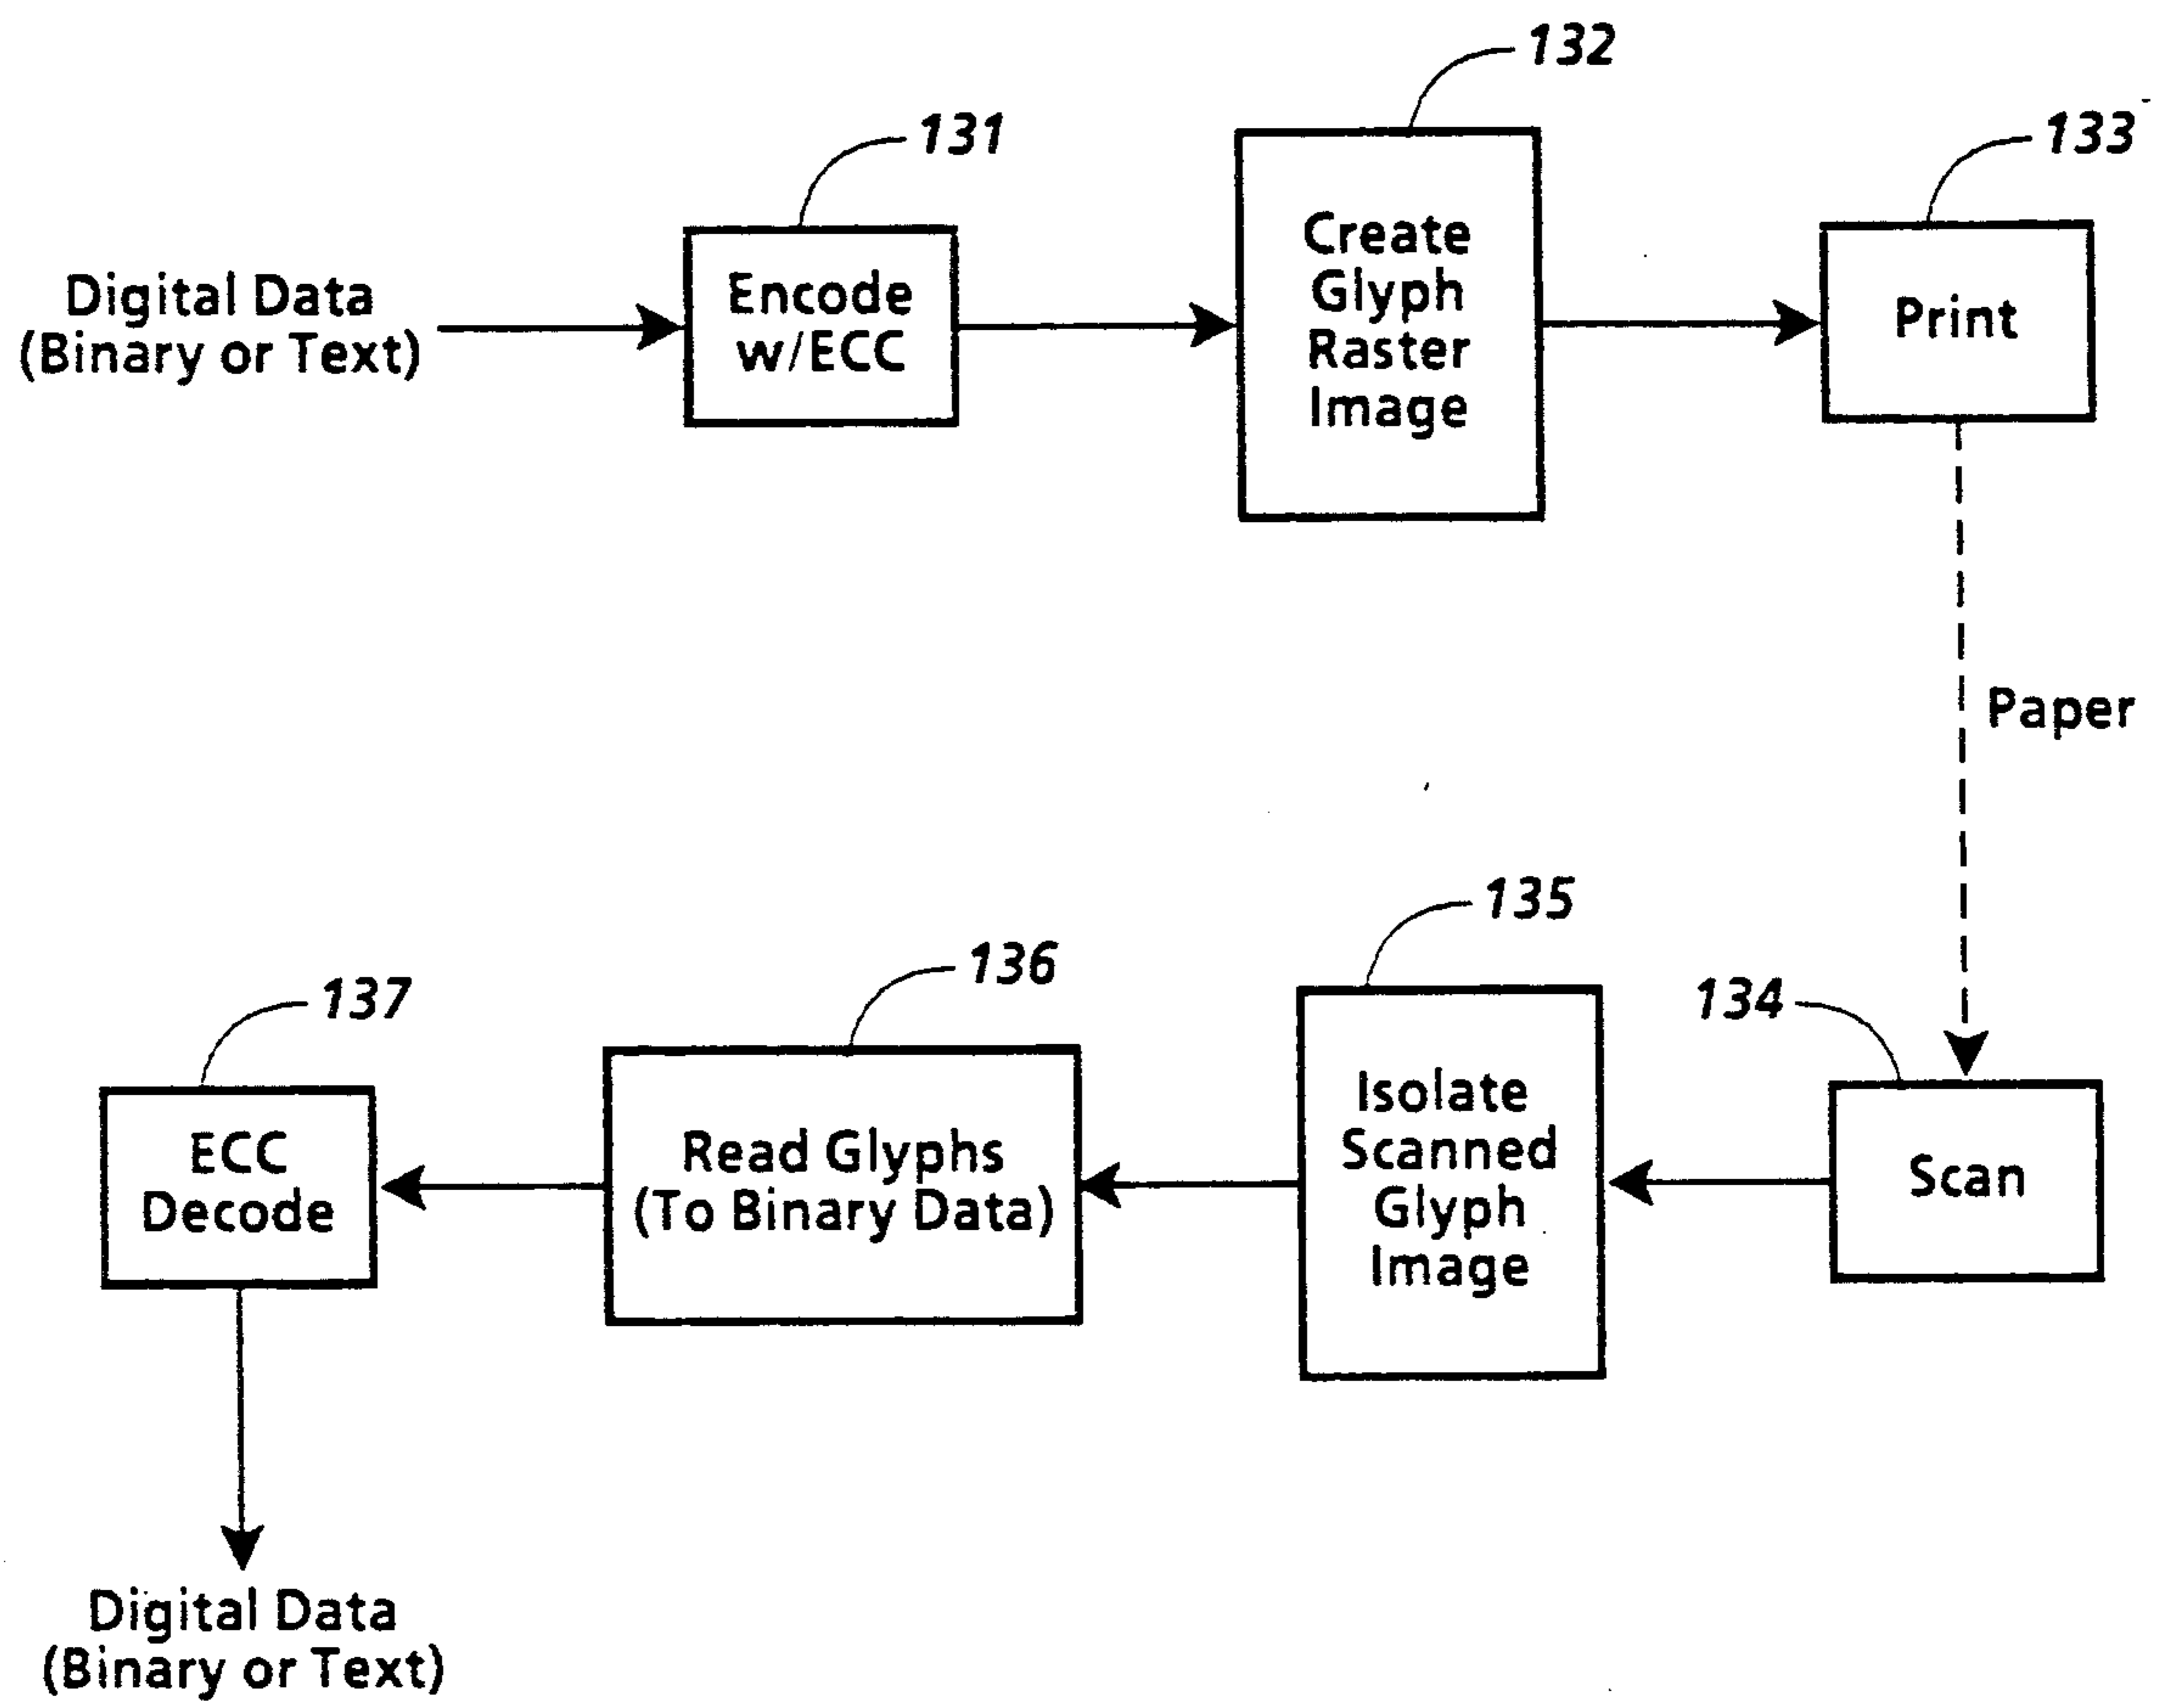 132
131
133
Digital Data
(Binary or Text)
Encode
w/ECC
Create
Glyph
Raster
Image
Print
Paper
135
136
137
134
ECC
Decode
Read Glyphs
(To Binary Data)
Isolate
Scanned
Glyph
Image
Scan
Digital Data
(Binary or Text)